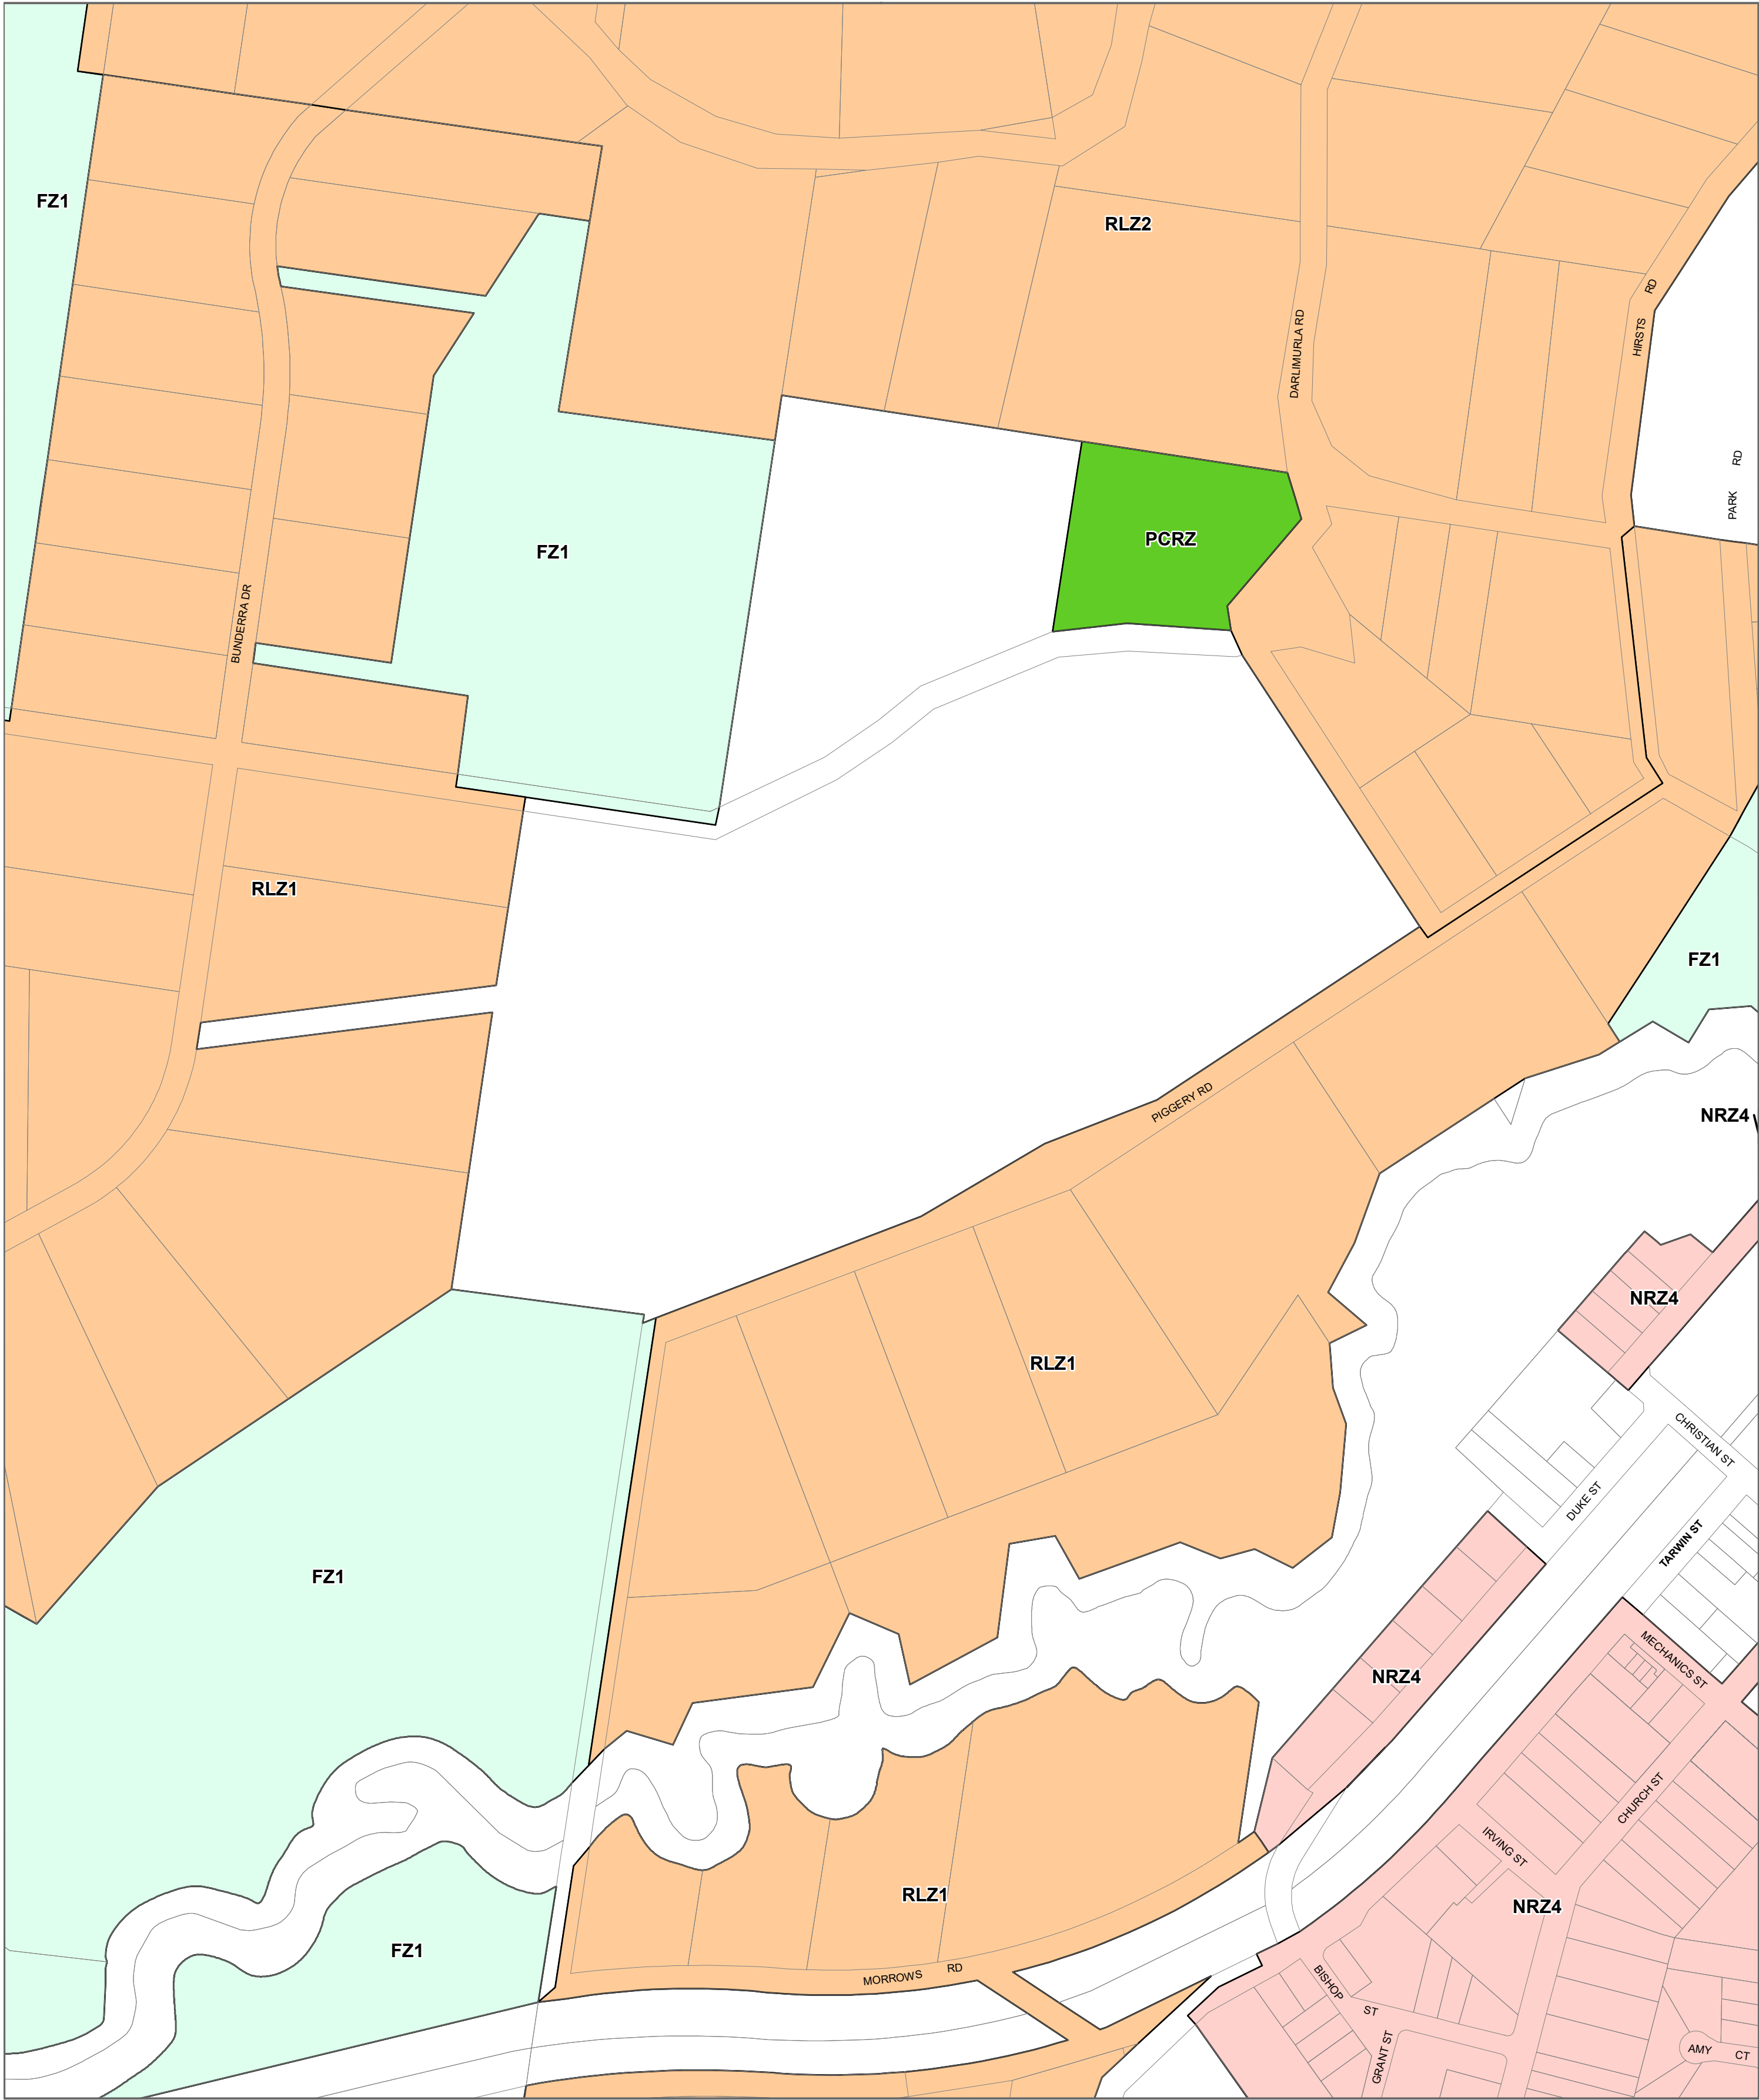 FZ1
RLZ2
HIRSTS RD
DARLIMURLA RD
PARK RD
PCRZ
FZ1
BUNDERRA DR
RLZ1
FZ1
PIGGERY RD
NRZ4
NRZ4
RLZ1
CHRISTIAN ST
DUKE ST
TARWIN ST
FZ1
MECHANICS ST
NRZ4
CHURCH ST
IRVING ST
RLZ1
NRZ4
FZ1
MORROWS RD
BISHOP ST
GRANT ST
AMY CT